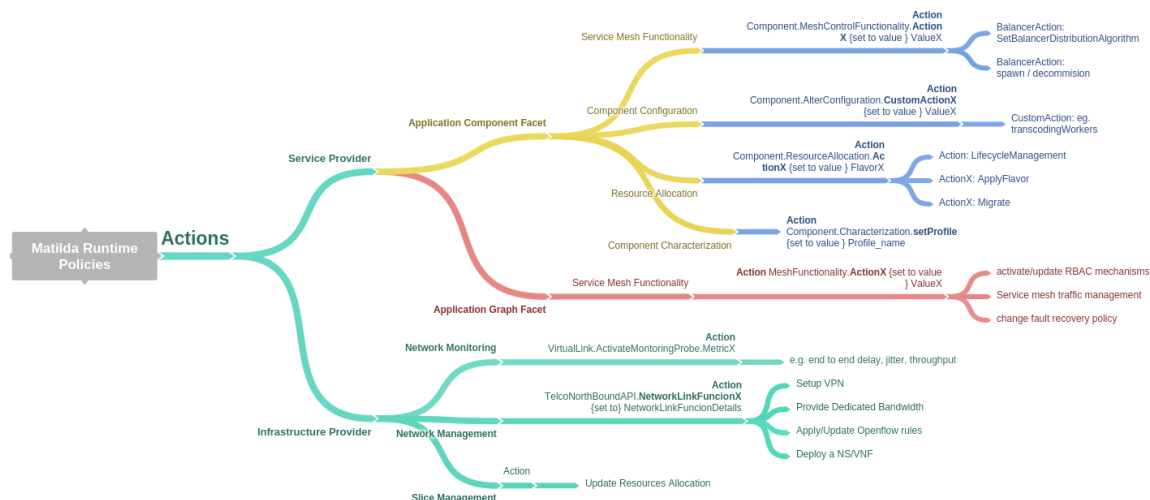 Matilda Runtime
Policies
Actions
Service Provider
Application Component Facet
Service Mesh Functionality
Action
Component.MeshControlFunctionality.Action
X {set to value } ValueX
BalancerAction:
SetBalancerDistributionAlgorithm
BalancerAction:
spawn / decommision
Component Configuration
Action
Component.AlterConfiguration.CustomActionX
{set to value } ValueX
CustomAction: eg.
transcodingWorkers
Resource Allocation
Action
Component.ResourceAllocation.Ac
tionX {set to value } FlavorX
Action: LifecycleManagement
ActionX: ApplyFlavor
ActionX: Migrate
Component Characterization
Action
Component.Characterization.setProfile
{set to value } Profile_name
Application Graph Facet
Service Mesh Functionality
Action MeshFunctionality.ActionX {set to value
} ValueX
activate/update RBAC mechanisms
Service mesh traffic management
change fault recovery policy
Infrastructure Provider
Network Monitoring
Action
VirtualLink.ActivateMontoringProbe.MetricX
e.g. end to end delay, jitter, throughput
Network Management
Action
TelcoNorthBoundAPI.NetworkLinkFuncionX
{set to} NetworkLinkFuncionDetails
Setup VPN
Provide Dedicated Bandwidth
Apply/Update Openflow rules
Deploy a NS/VNF
Slice Management
Action
Update Resources Allocation